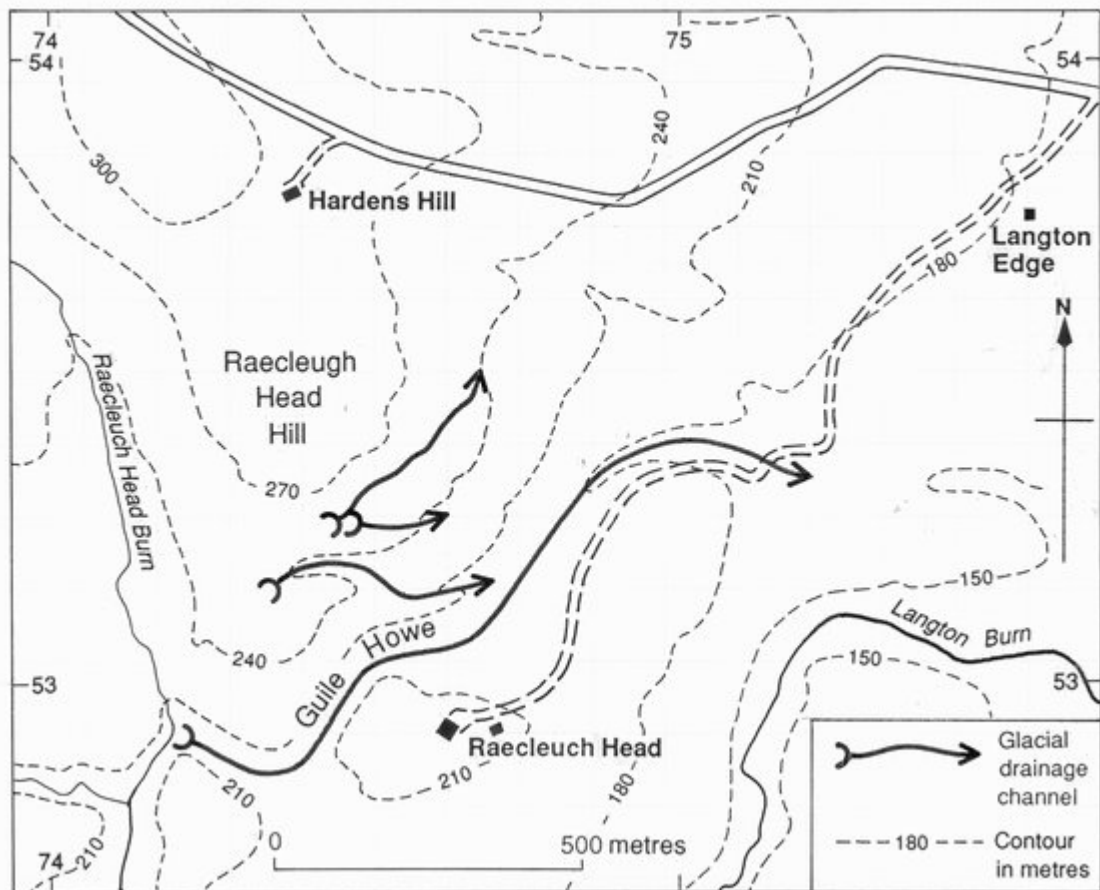 74
75
54
54
240
300
210
Hardens Hill
Langton
Edge
180
N
Raecleuch Head Burn
Raecleugh
Head
Hill
270
150
Langton Burn
Guile Howe
240
150
53
53
Raecleuch Head
210
210
180
210
74
0
500 metres
Glacial
drainage
channel
180
Contour
in metres